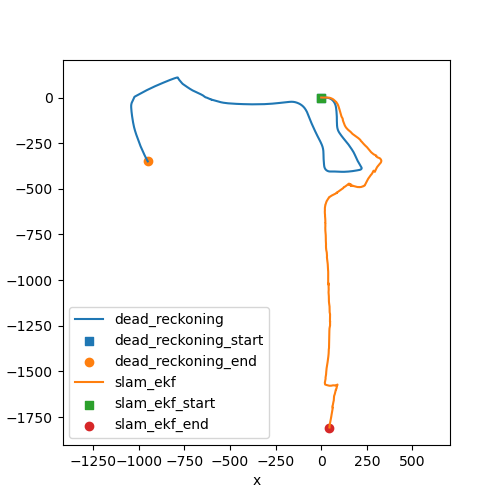 0
−250
−500
−750
−1000
−1250
−1500
−1750
dead_reckoning
dead_reckoning_start
dead_reckoning_end
slam_ekf
slam_ekf_start
slam_ekf_end
−1250 −1000 −750 −500 −250 0 250 500
x